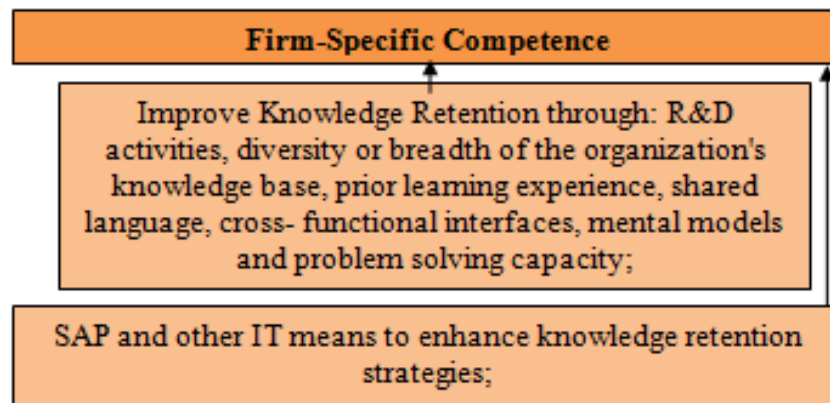 Firm-Specific Competence
Improve Knowledge Retention through: R&D
activities, diversity or breadth of the organization's
knowledge base, prior learning experience, shared
language, cross- functional interfaces, mental models
and problem solving capacity;
SAP and other IT means to enhance knowledge retention
strategies;